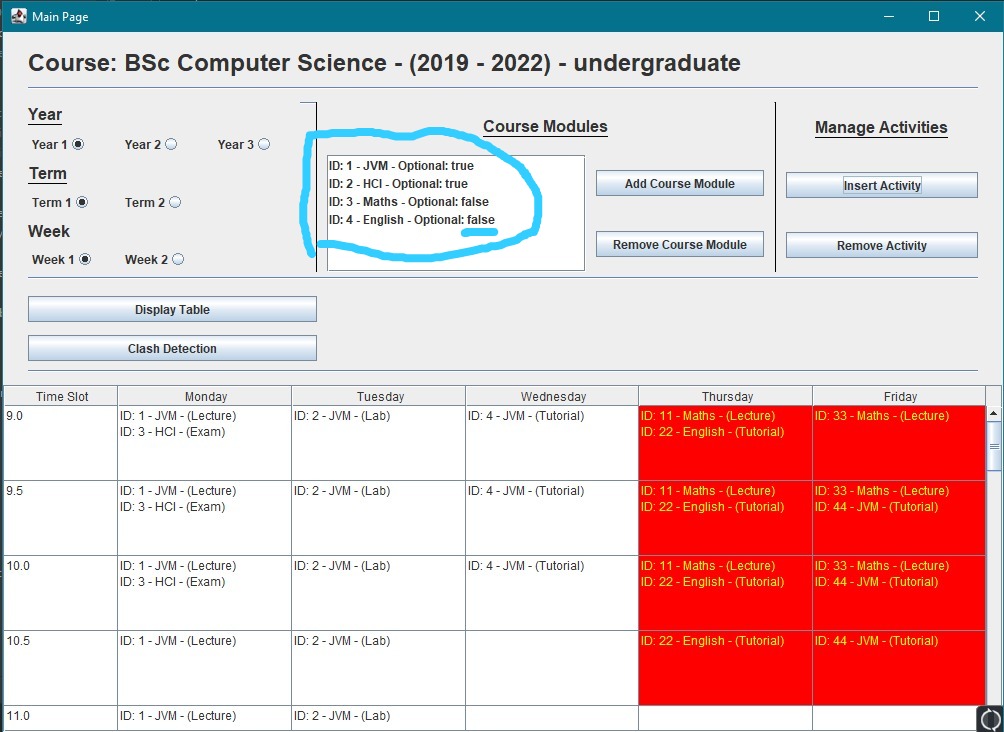 Main Page
Course: BSc Computer Science - (2019 - 2022) - undergraduate
Year
Year 1 Year 2 Year 3
Term
Term 1 Term 2
Week
Week 1 Week 2
Course Modules
ID: 1 - JVM - Optional: true
ID: 2 - HCI - Optional: true
ID: 3 - Maths - Optional: false
ID: 4 - English - Optional: false
Add Course Module
Remove Course Module
Manage Activities
Insert Activity
Remove Activity
Display Table
Clash Detection
Time Slot Monday Tuesday Wednesday Thursday Friday
9.0 ID: 1 - JVM - (Lecture) ID: 2 - JVM - (Lab) ID: 4 - JVM - (Tutorial) ID: 11 - Maths - (Lecture) ID: 33 - Maths - (Lecture)
ID: 3 - HCI - (Exam) ID: 22 - English - (Tutorial)
9.5 ID: 1 - JVM - (Lecture) ID: 2 - JVM - (Lab) ID: 4 - JVM - (Tutorial) ID: 11 - Maths - (Lecture) ID: 33 - Maths - (Lecture)
ID: 3 - HCI - (Exam) ID: 22 - English - (Tutorial) ID: 44 - JVM - (Tutorial)
10.0 ID: 1 - JVM - (Lecture) ID: 2 - JVM - (Lab) ID: 4 - JVM - (Tutorial) ID: 11 - Maths - (Lecture) ID: 33 - Maths - (Lecture)
ID: 3 - HCI - (Exam) ID: 22 - English - (Tutorial) ID: 44 - JVM - (Tutorial)
10.5 ID: 1 - JVM - (Lecture) ID: 2 - JVM - (Lab) ID: 22 - English - (Tutorial) ID: 44 - JVM - (Tutorial)
11.0 ID: 1 - JVM - (Lecture) ID: 2 - JVM - (Lab)